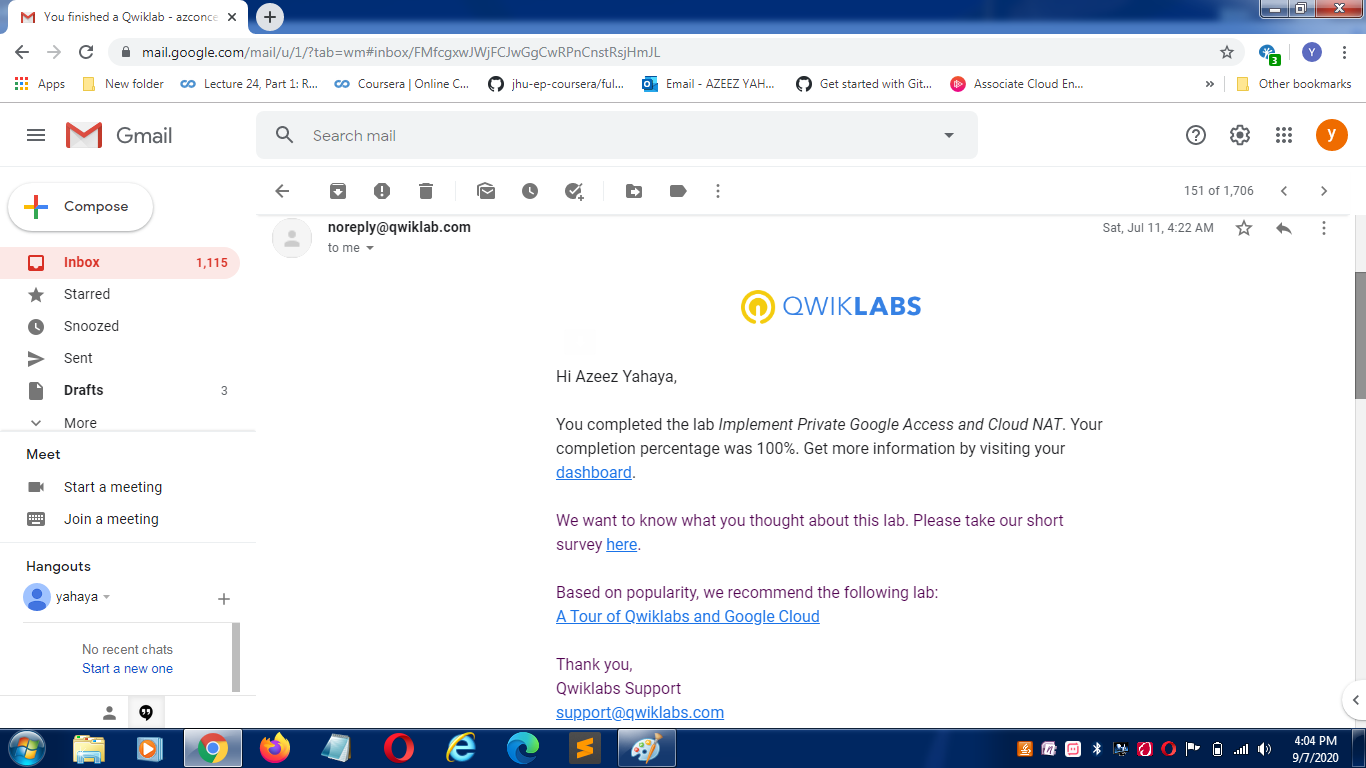 You finished a Qwiklab - azconce
mail.google.com/mail/u/1/?tab=wm#inbox/FMfcgxwJWjFCJwGgCwRPnCnstRsjHmJL
3
Y
Apps
New folder
Lecture 24, Part 1: R...
Coursera | Online C...
jhu-ep-coursera/ful...
Email - AZEEZ YAH...
Get started with Git...
Associate Cloud En...
»
Other bookmarks
Gmail
Search mail
y
Compose
151 of 1,706
noreply@qwiklab.com
Sat, Jul 11, 4:22 AM
to me
Inbox
1,115
Starred
Snoozed
Sent
Drafts
3
More
Meet
Start a meeting
Join a meeting
Hangouts
yahaya
No recent chats
Start a new one
QWIKLABS
Hi Azeez Yahaya,
You completed the lab Implement Private Google Access and Cloud NAT. Your
completion percentage was 100%. Get more information by visiting your
dashboard.
We want to know what you thought about this lab. Please take our short
survey here.
Based on popularity, we recommend the following lab:
A Tour of Qwiklabs and Google Cloud
Thank you,
Qwiklabs Support
support@qwiklabs.com
4:04 PM
9/7/2020